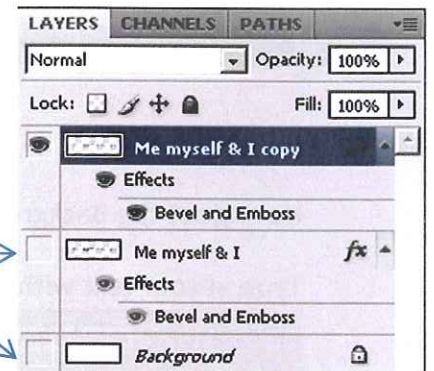 LAYERS CHANNELS PATHS
Normal Opacity: 100%
Lock: Fill: 100%
Me myself & I copy
Effects
Bevel and Emboss
Me myself & I fx
Effects
Bevel and Emboss
Background